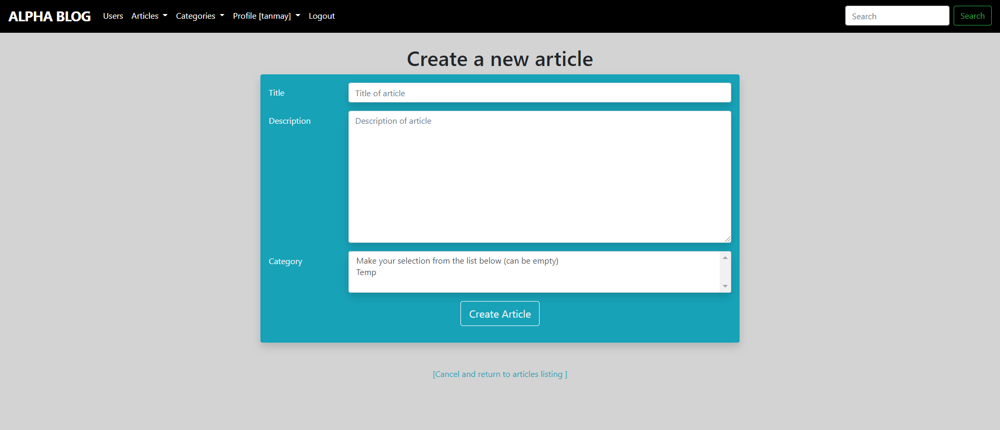 ALPHA BLOG Users Articles Categories Profile [tanmay] Logout Search Search
Create a new article
Title Title of article
Description Description of article
Category Make your selection from the list below (can be empty)
Temp
Create Article
[Cancel and return to articles listing ]